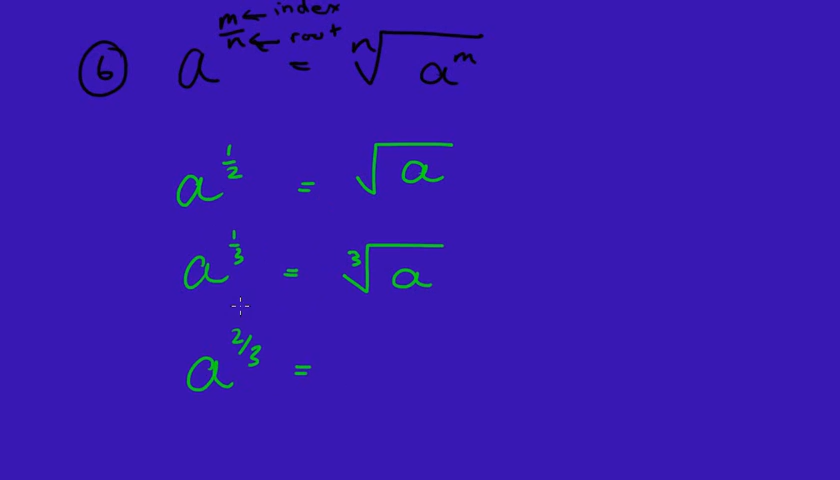 ⑥ a^(m/n) = ⁿ√(a^m) m ← index n ← root
a^(1/2) = √a
a^(1/3) = ³√a
a^(2/3) =